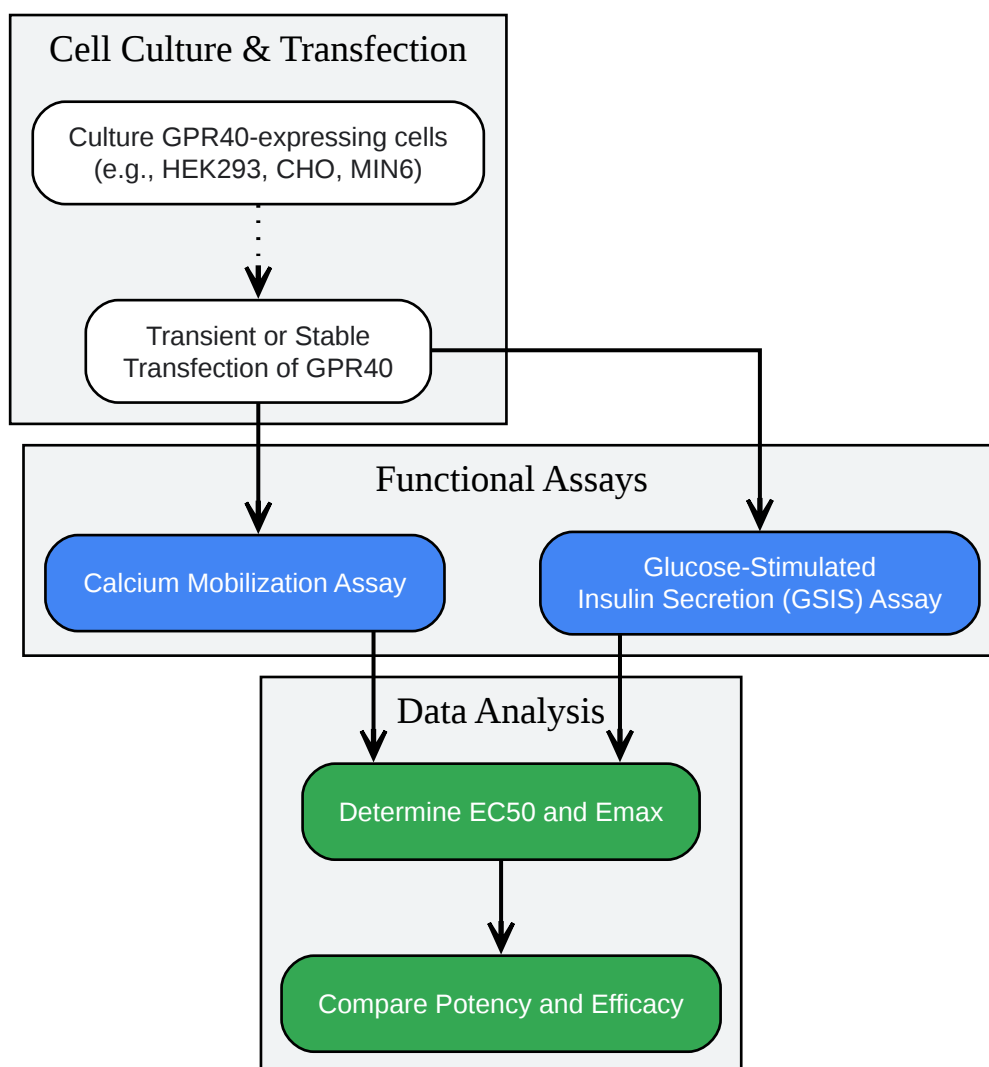 Cell Culture & Transfection
Culture GPR40-expressing cells
(e.g., HEK293, CHO, MIN6)
Transient or Stable
Transfection of GPR40
Functional Assays
Calcium Mobilization Assay
Glucose-Stimulated
Insulin Secretion (GSIS) Assay
Data Analysis
Determine EC50 and Emax
Compare Potency and Efficacy